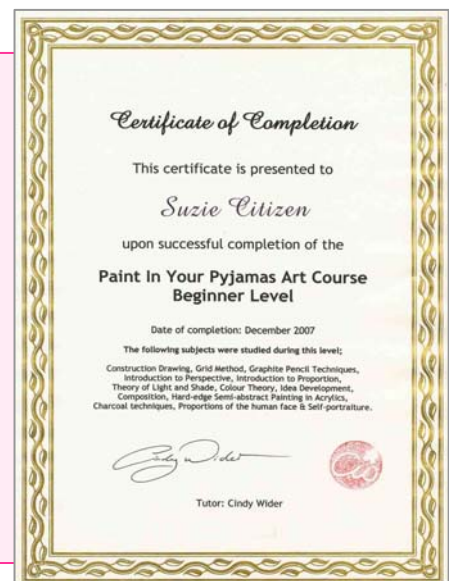 Certificate of Completion
This certificate is presented to
Suzie Citizen
upon successful completion of the
Paint In Your Pyjamas Art Course
Beginner Level
Date of completion: December 2007
The following subjects were studied during this level;
Construction Drawing, Grid Method, Graphite Pencil Techniques,
Introduction to Perspective, Introduction to Proportion,
Theory of Light and Shade, Colour Theory, Idea Development,
Composition, Hard-edge Semi-abstract Painting in Acrylics,
Charcoal techniques, Proportions of the human face & Self-portraiture.
Cindy Wider
Tutor: Cindy Wider